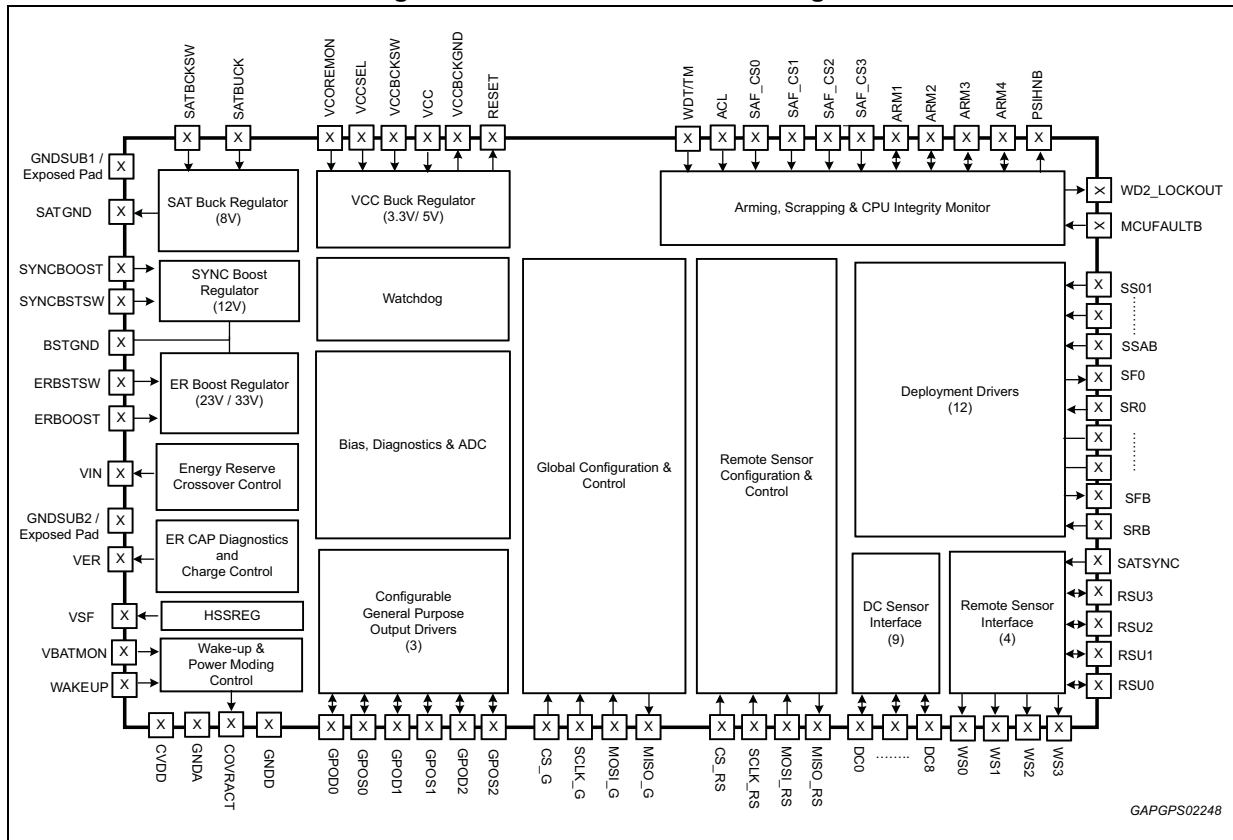 SATBCKSW
SATBUCK
VCOREMON
VCCSEL
VCCBCKSW
VCC
VCCBCKGND
RESET
WDT/TM
ACL
SAF_CS0
SAF_CS1
SAF_CS2
SAF_CS3
ARM1
ARM2
ARM3
ARM4
PSIHNB
X X X X X X X X X X X X X X X X X X X
GNDSUB1 /
Exposed Pad
X
SATGND
X
SYNCBOOST
X
SYNCBSTSW
X
BSTGND
X
ERBSTSW
X
ERBOOST
X
VIN
X
GNDSUB2 /
Exposed Pad
X
VER
X
VSF
X
VBATMON
X
WAKEUP
X
SAT Buck Regulator
(8V)
SYNC Boost
Regulator
(12V)
ER Boost Regulator
(23V / 33V)
Energy Reserve
Crossover Control
ER CAP Diagnostics
and
Charge Control
HSSREG
Wake-up &
Power Moding
Control
VCC Buck Regulator
(3.3V/ 5V)
Watchdog
Bias, Diagnostics & ADC
Configurable
General Purpose
Output Drivers
(3)
Global Configuration &
Control
Remote Sensor
Configuration &
Control
Arming, Scrapping & CPU Integrity Monitor
Deployment Drivers
(12)
DC Sensor
Interface
(9)
Remote Sensor
Interface
(4)
X
WD2_LOCKOUT
X
MCUFAULTB
X
SS01
X
........
X
SSAB
X
SF0
X
SR0
X
........
X
X
SFB
X
SRB
X
SATSYNC
X
RSU3
X
RSU2
X
RSU1
X
RSU0
X X X X X X X X X X X X X X X X X X X X X X X X X
CVDD
GNDA
COVRACT
GNDD
GPOD0
GPOS0
GPOD1
GPOS1
GPOD2
GPOS2
CS_G
SCLK_G
MOSI_G
MISO_G
CS_RS
SCLK_RS
MOSI_RS
MISO_RS
DC0
........
DC8
WS0
WS1
WS2
WS3
GAPGPS02248